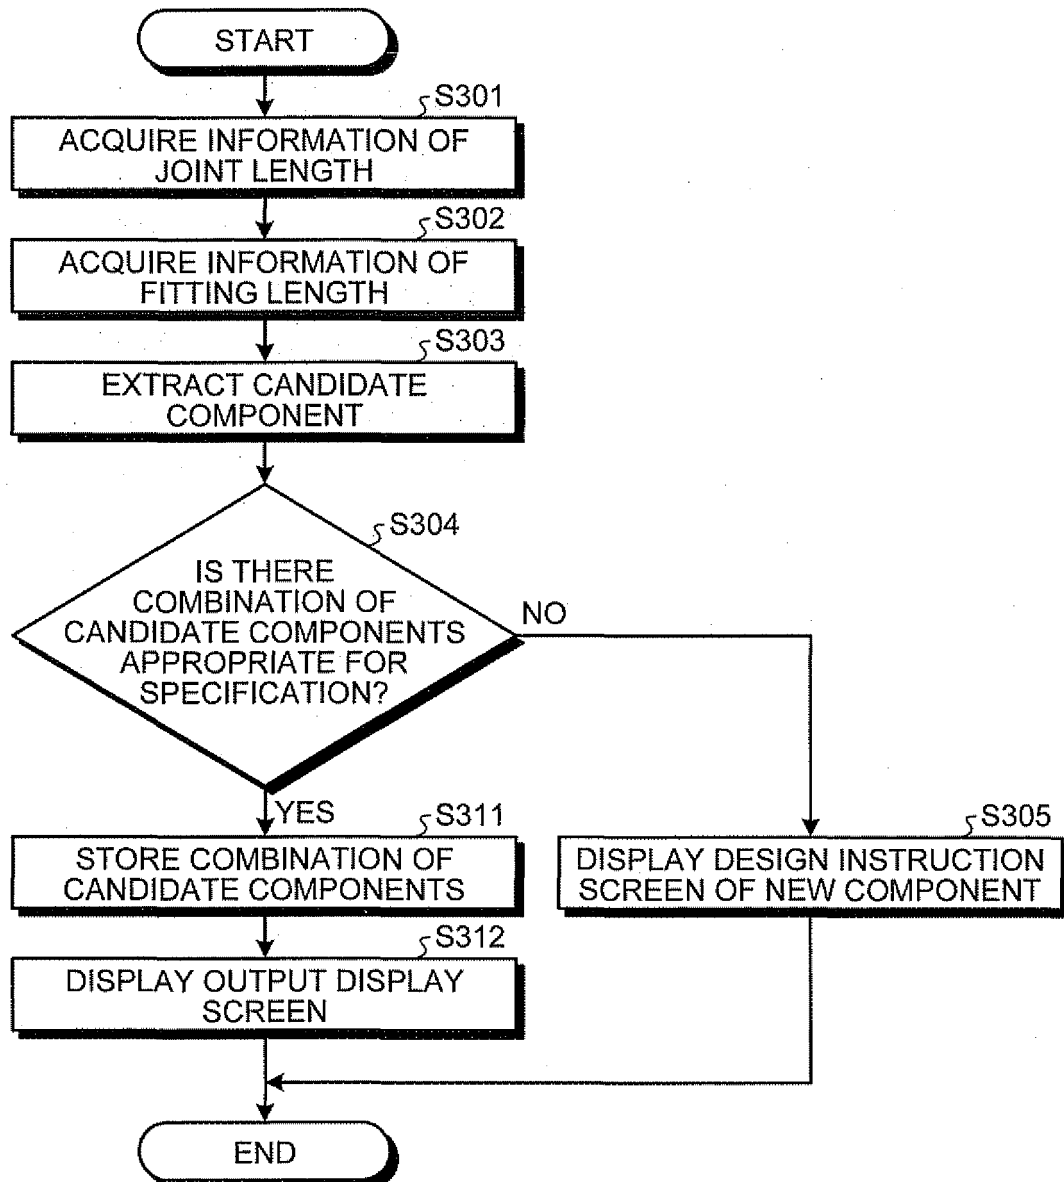 START
S301
ACQUIRE INFORMATION OF
JOINT LENGTH
S302
ACQUIRE INFORMATION OF
FITTING LENGTH
S303
EXTRACT CANDIDATE
COMPONENT
S304
IS THERE
COMBINATION OF
CANDIDATE COMPONENTS
APPROPRIATE FOR
SPECIFICATION?
NO
YES
S311
STORE COMBINATION OF
CANDIDATE COMPONENTS
S305
DISPLAY DESIGN INSTRUCTION
SCREEN OF NEW COMPONENT
S312
DISPLAY OUTPUT DISPLAY
SCREEN
END